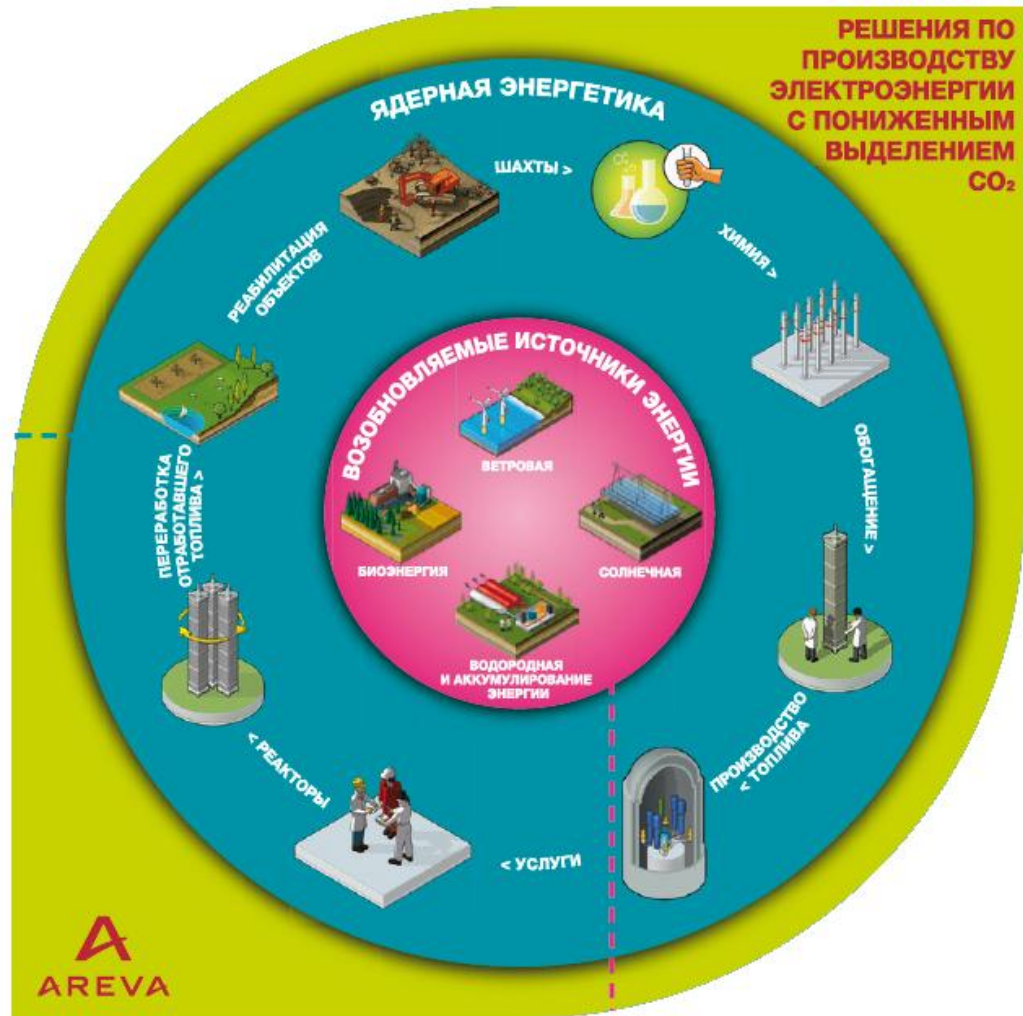 РЕШЕНИЯ ПО
ПРОИЗВОДСТВУ
ЭЛЕКТРОЭНЕРГИИ
С ПОНИЖЕННЫМ
ВЫДЕЛЕНИЕМ
CO₂
ЯДЕРНАЯ ЭНЕРГЕТИКА
ШАХТЫ >
ХИМИЯ >
ОБОГАЩЕНИЕ >
ПРОИЗВОДСТВО
< ТОПЛИВА
< УСЛУГИ
< РЕАКТОРЫ
ПЕРЕРАБОТКА
ОТРАБОТАВШЕГО
ТОПЛИВА >
РЕАБИЛИТАЦИЯ
ОБЪЕКТОВ
ВОЗОБНОВЛЯЕМЫЕ ИСТОЧНИКИ ЭНЕРГИИ
ВЕТРОВАЯ
БИОЭНЕРГИЯ
СОЛНЕЧНАЯ
ВОДОРОДНАЯ
И АККУМУЛИРОВАНИЕ
ЭНЕРГИИ
AREVA